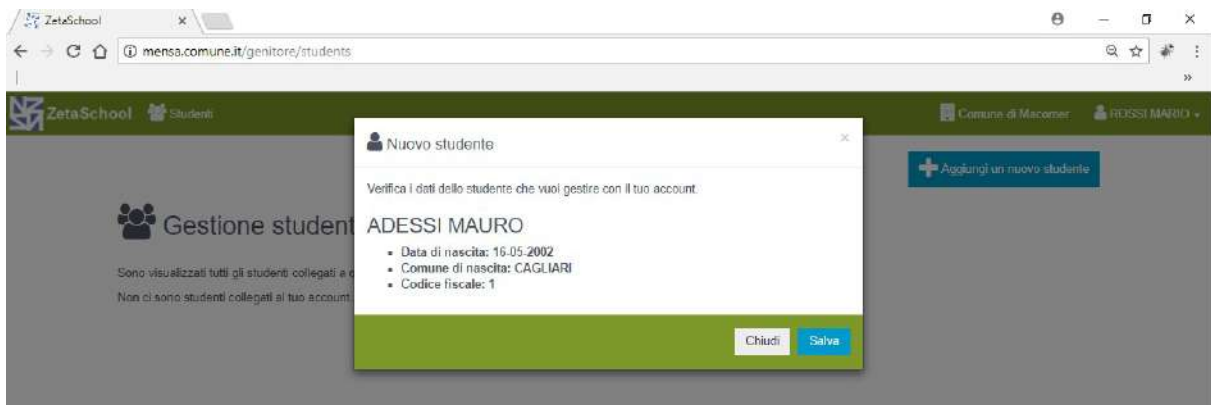 ZetaSchool
mensa.comune.it/genitore/students
ZetaSchool Studenti Comune di Macomer ROSSI MARIO
Nuovo studente
Aggiungi un nuovo studente
Verifica i dati dello studente che vuoi gestire con il tuo account.
ADESSI MAURO
Gestione student
Data di nascita: 16-05-2002
Comune di nascita: CAGLIARI
Codice fiscale: 1
Sono visualizzati tutti gli studenti collegati a
Non ci sono studenti collegati al tuo account.
Chiudi Salva